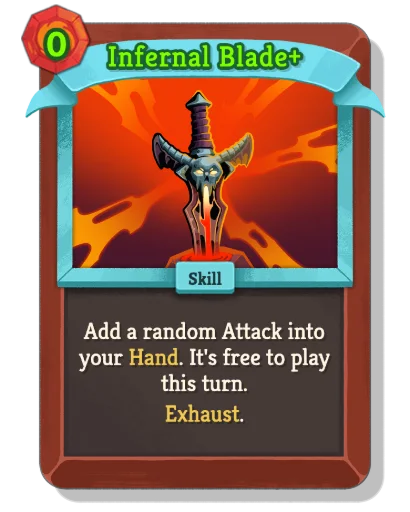 0
Infernal Blade+
Skill
Add a random Attack into
your Hand. It's free to play
this turn.
Exhaust.